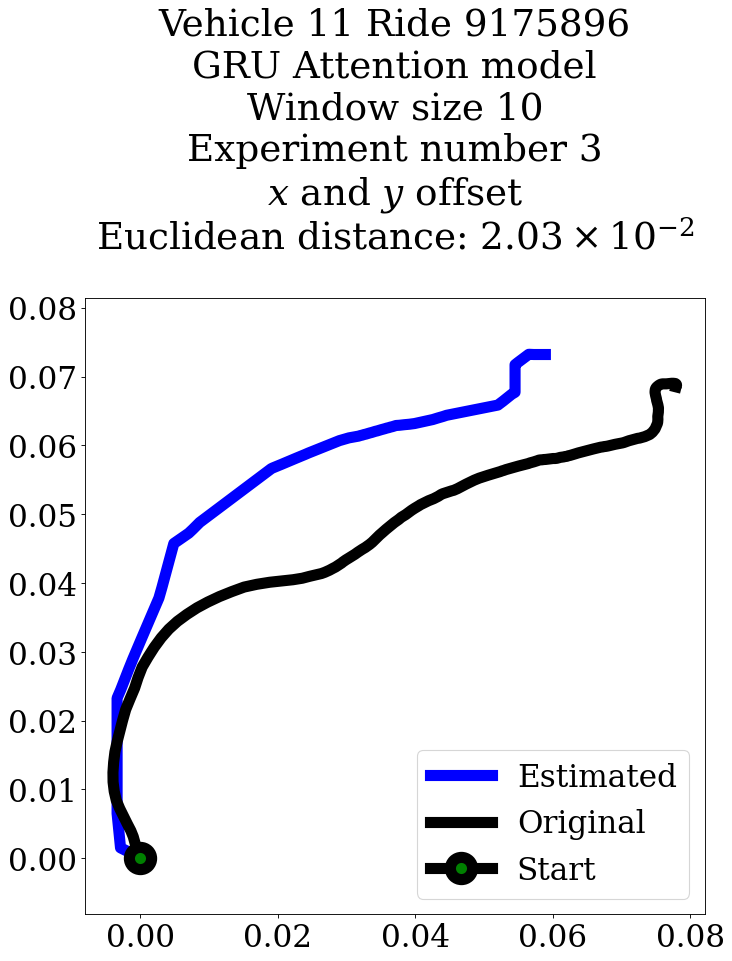 Vehicle 11 Ride 9175896
GRU Attention model
Window size 10
Experiment number 3
x and y offset
Euclidean distance: 2.03 × 10⁻²
0.08
0.07
0.06
0.05
0.04
0.03
0.02
0.01
0.00
Estimated
Original
Start
0.00 0.02 0.04 0.06 0.08